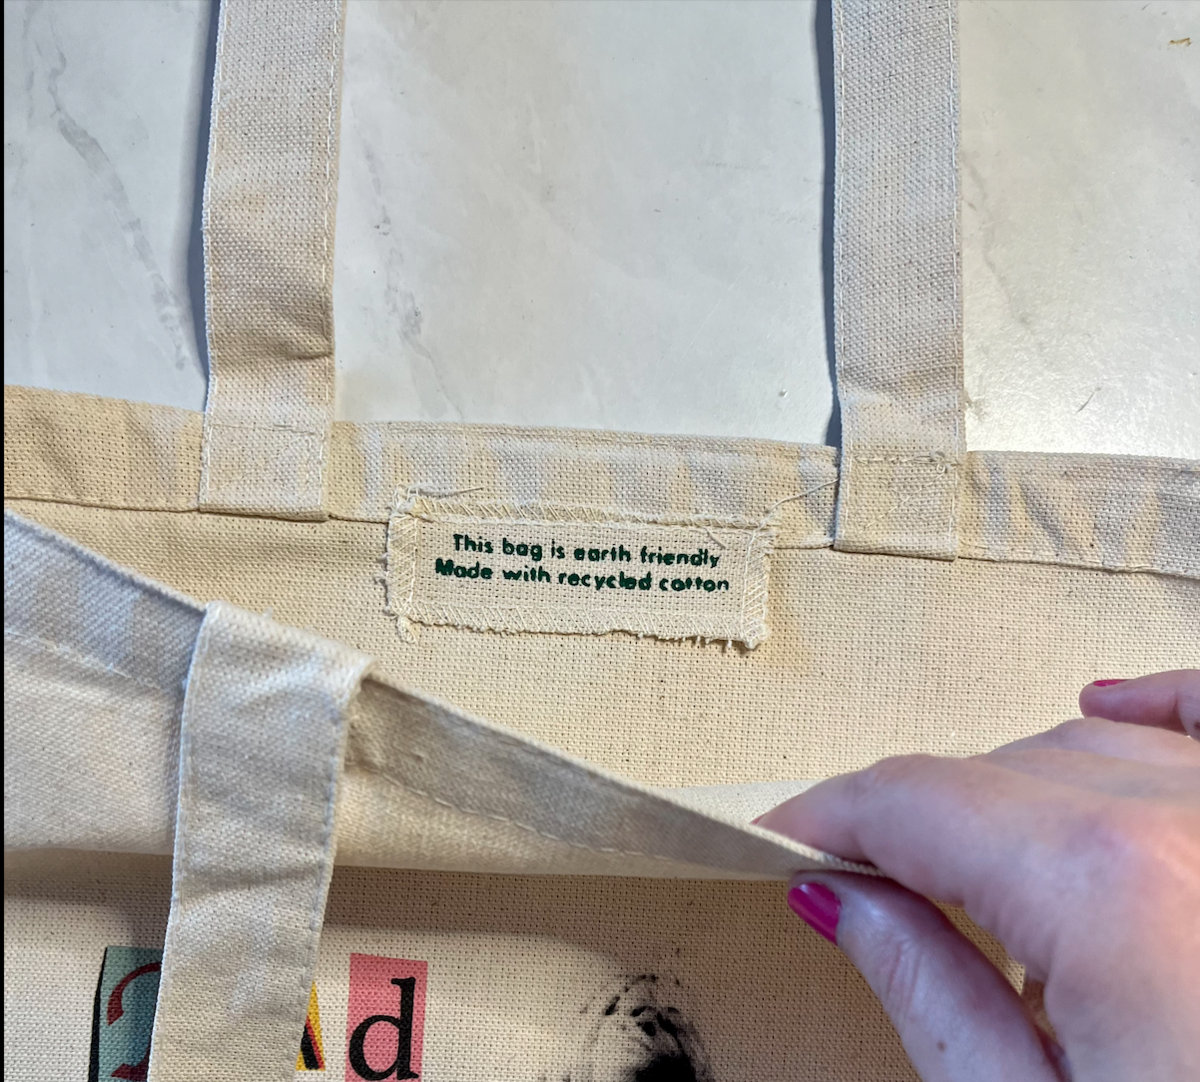 This bag is earth friendly
Made with recycled cotton
d